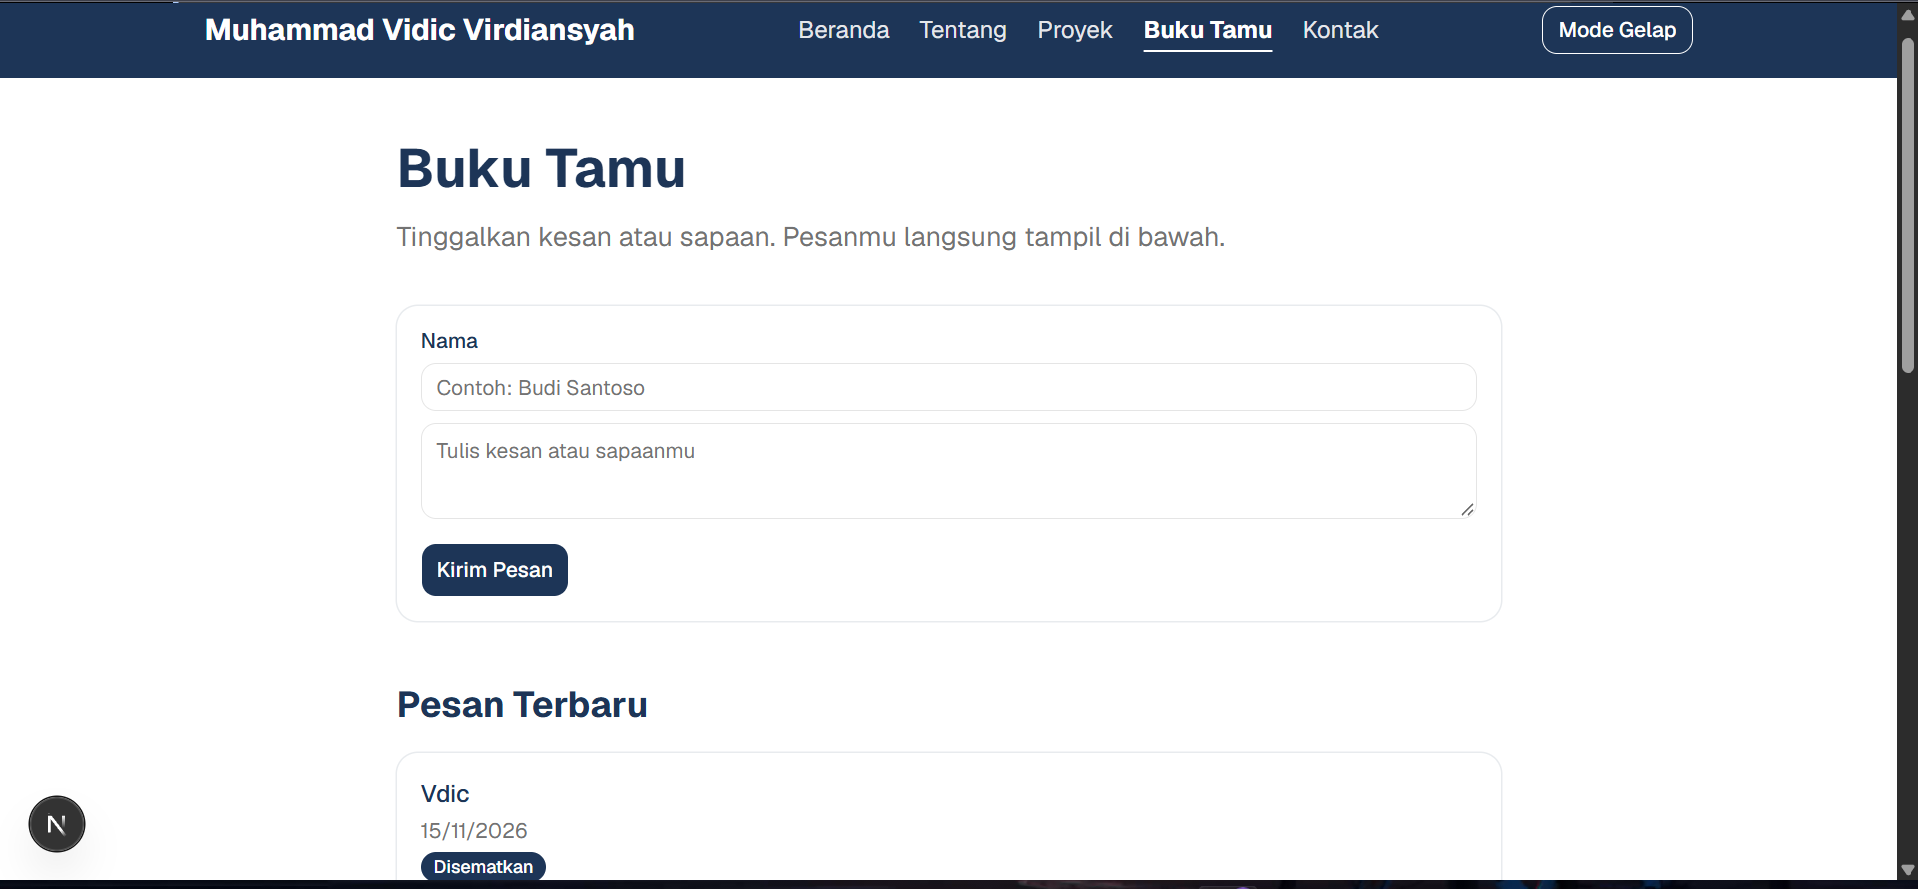 Muhammad Vidic Virdiansyah
Beranda Tentang Proyek Buku Tamu Kontak
Mode Gelap
Buku Tamu
Tinggalkan kesan atau sapaan. Pesanmu langsung tampil di bawah.
Nama
Contoh: Budi Santoso
Tulis kesan atau sapaanmu
Kirim Pesan
Pesan Terbaru
Vdic
15/11/2026
Disematkan
N